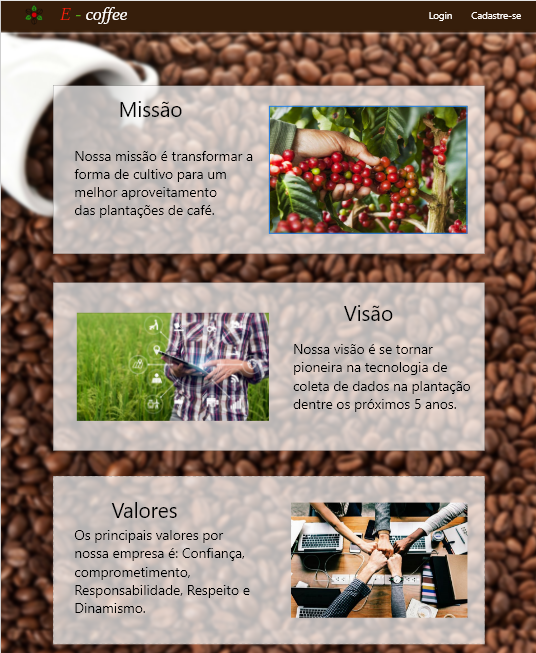 E - coffee
Login
Cadastre-se
Missão
Nossa missão é transformar a
forma de cultivo para um
melhor aproveitamento
das plantações de café.
Visão
Nossa visão é se tornar
pioneira na tecnologia de
coleta de dados na plantação
dentre os próximos 5 anos.
Valores
Os principais valores por
nossa empresa é: Confiança,
comprometimento,
Responsabilidade, Respeito e
Dinamismo.